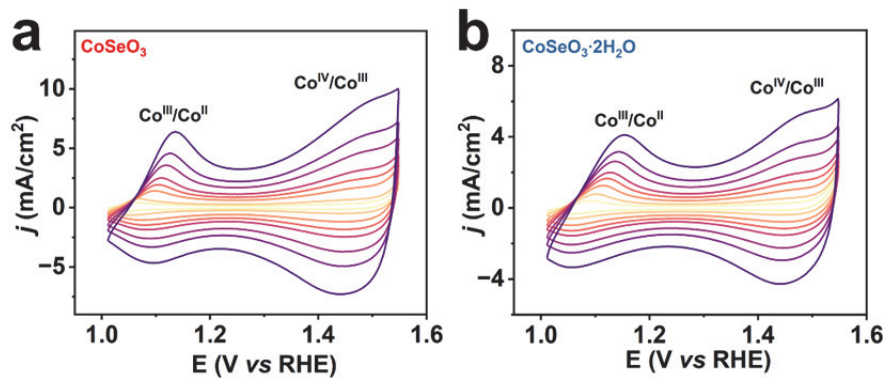 a
CoSeO₃
Coᴵᴵᴵ/Coᴵᴵ
Coᴵⱽ/Coᴵᴵᴵ
j (mA/cm²)
10
5
0
−5
1.0
1.2
1.4
1.6
E (V vs RHE)
b
CoSeO₃·2H₂O
Coᴵᴵᴵ/Coᴵᴵ
Coᴵⱽ/Coᴵᴵᴵ
j (mA/cm²)
8
4
0
−4
1.0
1.2
1.4
1.6
E (V vs RHE)